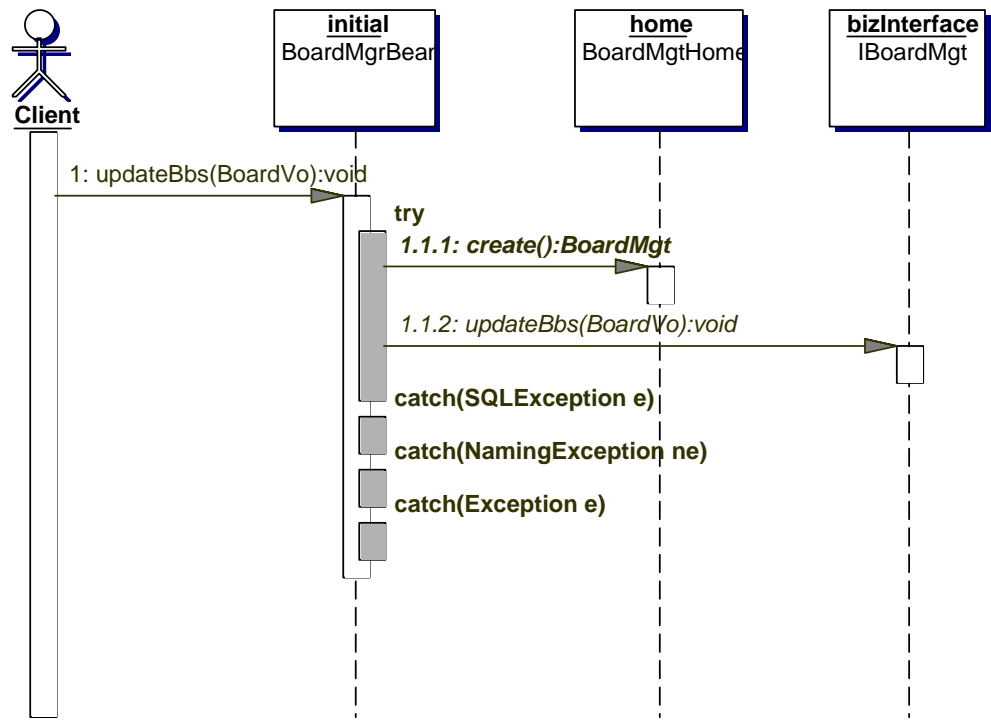 initial
BoardMgrBean
home
BoardMgtHome
bizInterface
IBoardMgt
Client
1: updateBbs(BoardVo):void
try
1.1.1: create():BoardMgt
1.1.2: updateBbs(BoardVo):void
catch(SQLException e)
catch(NamingException ne)
catch(Exception e)